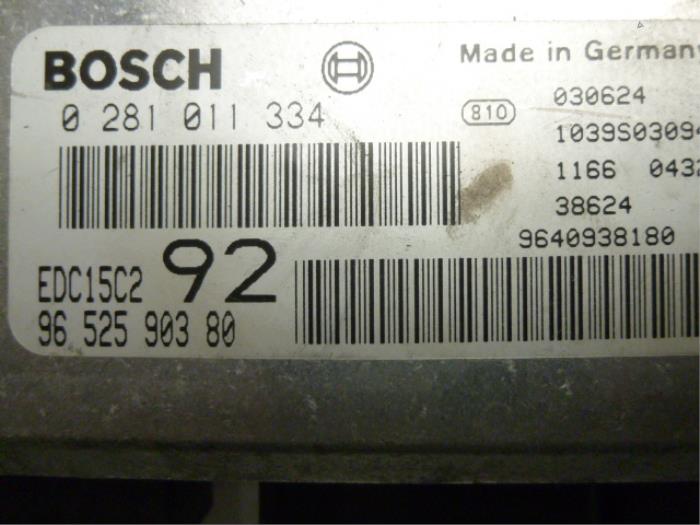 BOSCH
Made in Germany
0 281 011 334
810
030624
1039S0309
1166 043
38624
9640938180
EDC15C2 92
96 525 903 80